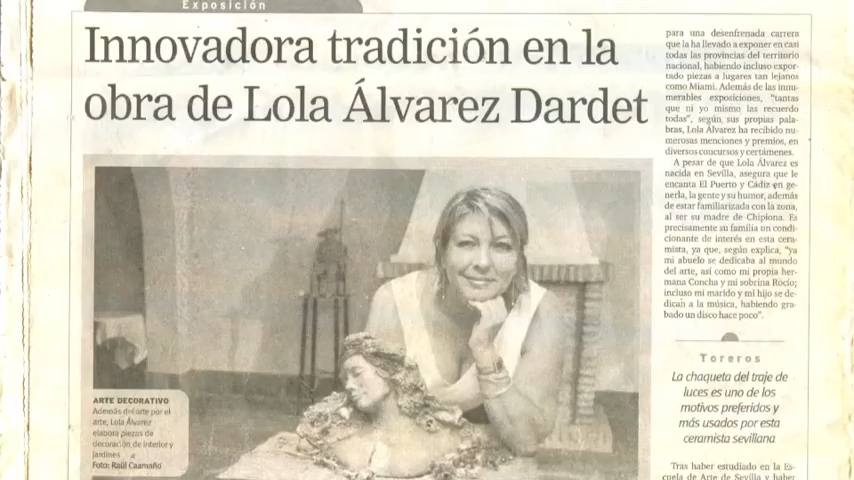 Exposición
Innovadora tradición en la
obra de Lola Álvarez Dardet
ARTE DECORATIVO
Además del arte por el
arte, Lola Álvarez
elabora piezas de
decoración de interior y
jardines
Foto: Raúl Caamaño
para una desenfrenada carrera
que la ha llevado a exponer en casi
todas las provincias del territorio
nacional, habiendo incluso expor-
tado piezas a lugares tan lejanos
como Miami. Además de las innu-
merables exposiciones, "tantas
que ni yo mismo las recuerdo
todas", según, sus propias pala-
bras, Lola Álvarez ha recibido nu-
merosas menciones y premios, en
diversos concursos y certámenes.
A pesar de que Lola Álvarez es
nacida en Sevilla, asegura que le
encanta El Puerto y Cádiz en ge-
nerla, la gente y su humor, además
de estar familiarizada con la zona,
al ser su madre de Chipiona. Es
precisamente su familia un condi-
cionante de interés en esta cera-
mista, ya que, según explica, "ya
mi abuelo se dedicaba al mundo
del arte, así como mi propia her-
mana Concha y mi sobrina Rocío;
incluso mi marido y mi hijo se de-
dican a la música, habiendo gra-
bado un disco hace poco".
Toreros
La chaqueta del traje de
luces es uno de los
motivos preferidos y
más usados por esta
ceramista sevillana
Tras haber estudiado en la Es-
cuela de Arte de Sevilla y haber